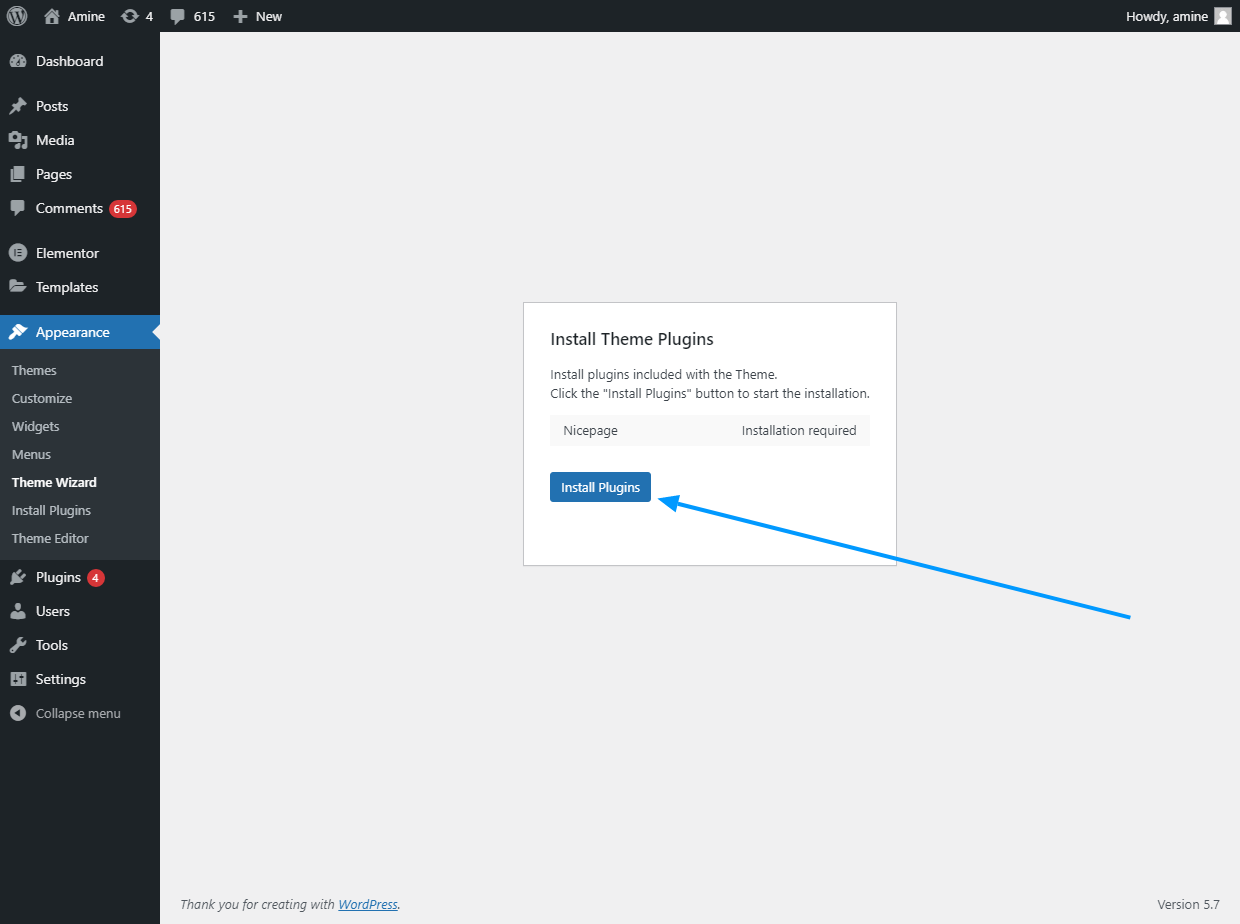 Amine 4 615 New Howdy, amine
Dashboard
Posts
Media
Pages
Comments 615
Elementor
Templates
Appearance
Themes
Customize
Widgets
Menus
Theme Wizard
Install Plugins
Theme Editor
Plugins 4
Users
Tools
Settings
Collapse menu
Install Theme Plugins
Install plugins included with the Theme.
Click the "Install Plugins" button to start the installation.
Nicepage Installation required
Install Plugins
Thank you for creating with WordPress. Version 5.7